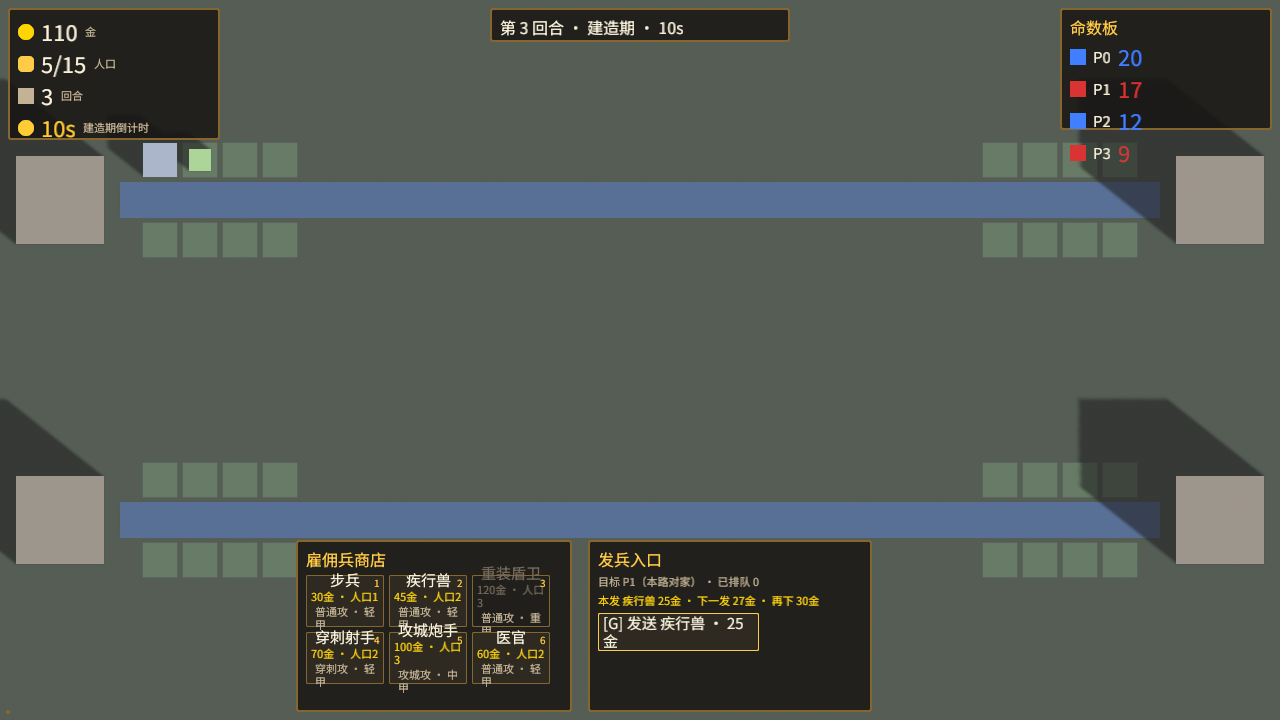 110 金
5/15 人口
3 回合
10s 建造期倒计时
第 3 回合 · 建造期 · 10s
命数板
P0 20
P1 17
P2 12
P3 9
雇佣兵商店
步兵 1
30金 · 人口1
普通攻 · 轻
甲
疾行兽 2
45金 · 人口2
普通攻 · 轻
甲
重装盾卫 3
120金 · 人口
3
普通攻 · 重
甲
穿刺射手 4
70金 · 人口2
穿刺攻 · 轻
甲
攻城炮手 5
100金 · 人口
3
攻城攻 · 中
甲
医官 6
60金 · 人口2
普通攻 · 轻
甲
发兵入口
目标 P1（本路对家） · 已排队 0
本发 疾行兽 25金 · 下一发 27金 · 再下 30金
[G] 发送 疾行兽 · 25
金